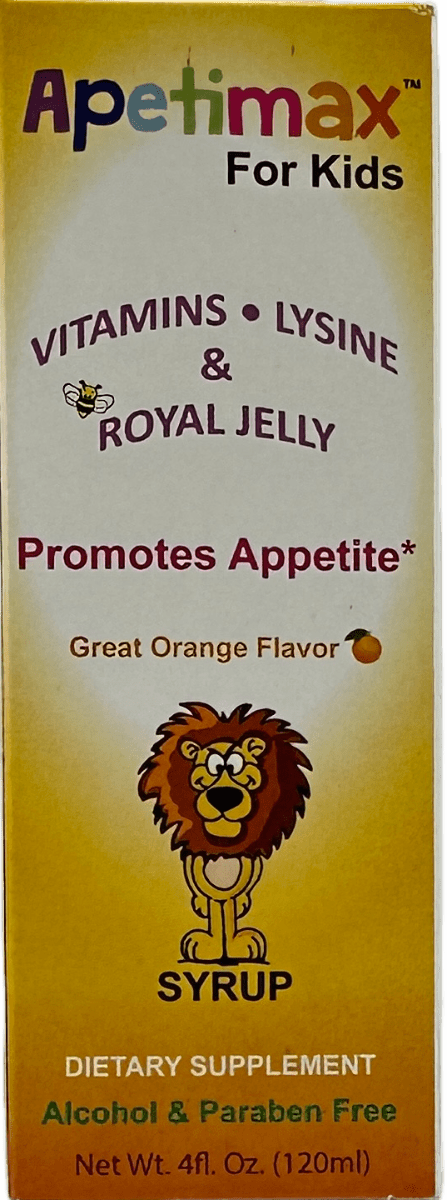 Apetimax™
For Kids
VITAMINS • LYSINE
&
ROYAL JELLY
Promotes Appetite*
Great Orange Flavor
SYRUP
DIETARY SUPPLEMENT
Alcohol & Paraben Free
Net Wt. 4fl. Oz. (120ml)